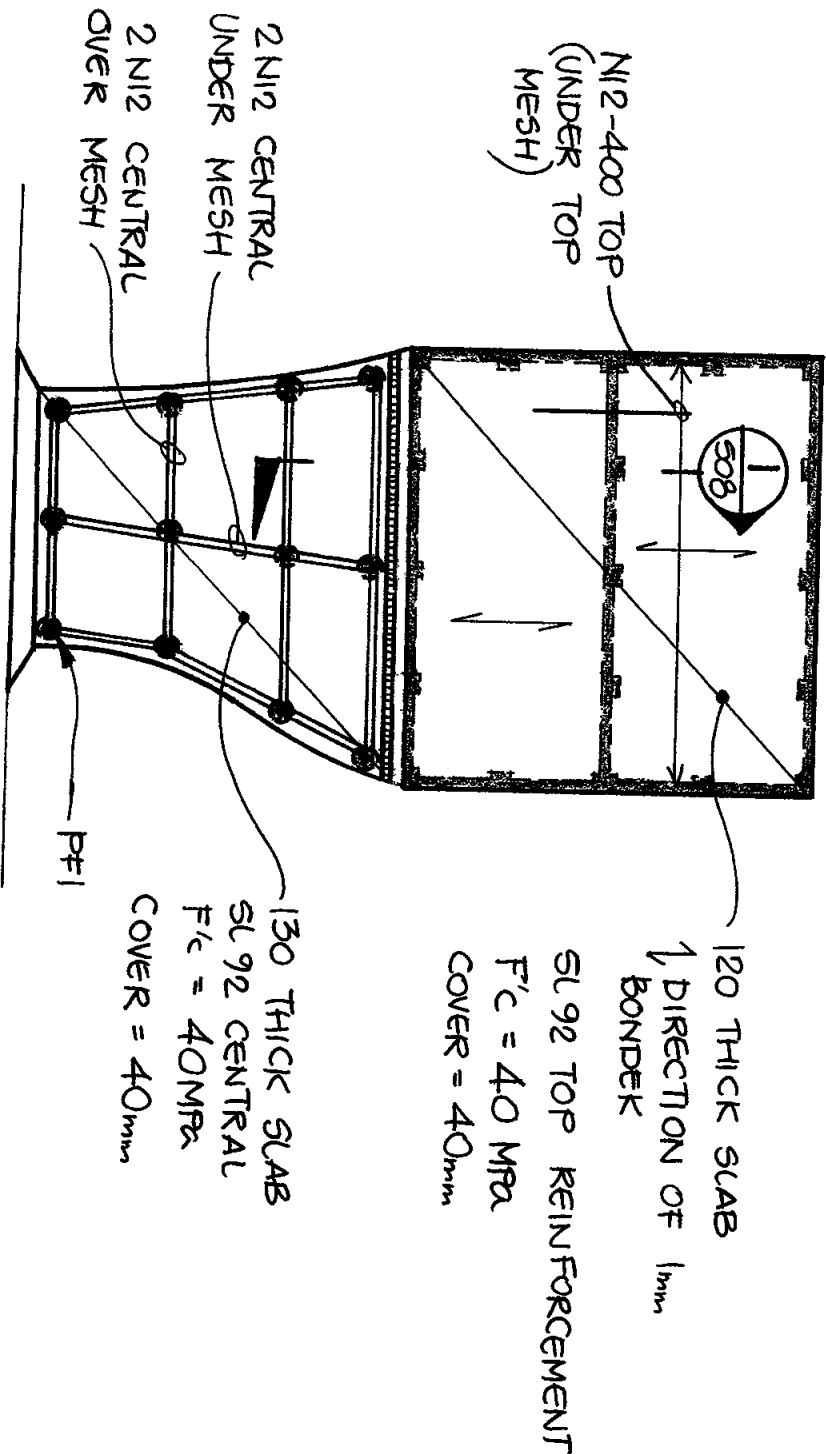 N12-400 TOP
(UNDER TOP
MESH)
2 N12 CENTRAL
UNDER MESH
2 N12 CENTRAL
OVER MESH
1
S08
120 THICK SLAB
DIRECTION OF 1mm
BONDEK
SL 92 TOP REINFORCEMENT
F'c = 40 MPa
COVER = 40mm
130 THICK SLAB
SL 92 CENTRAL
F'c = 40MPa
COVER = 40mm
PF1